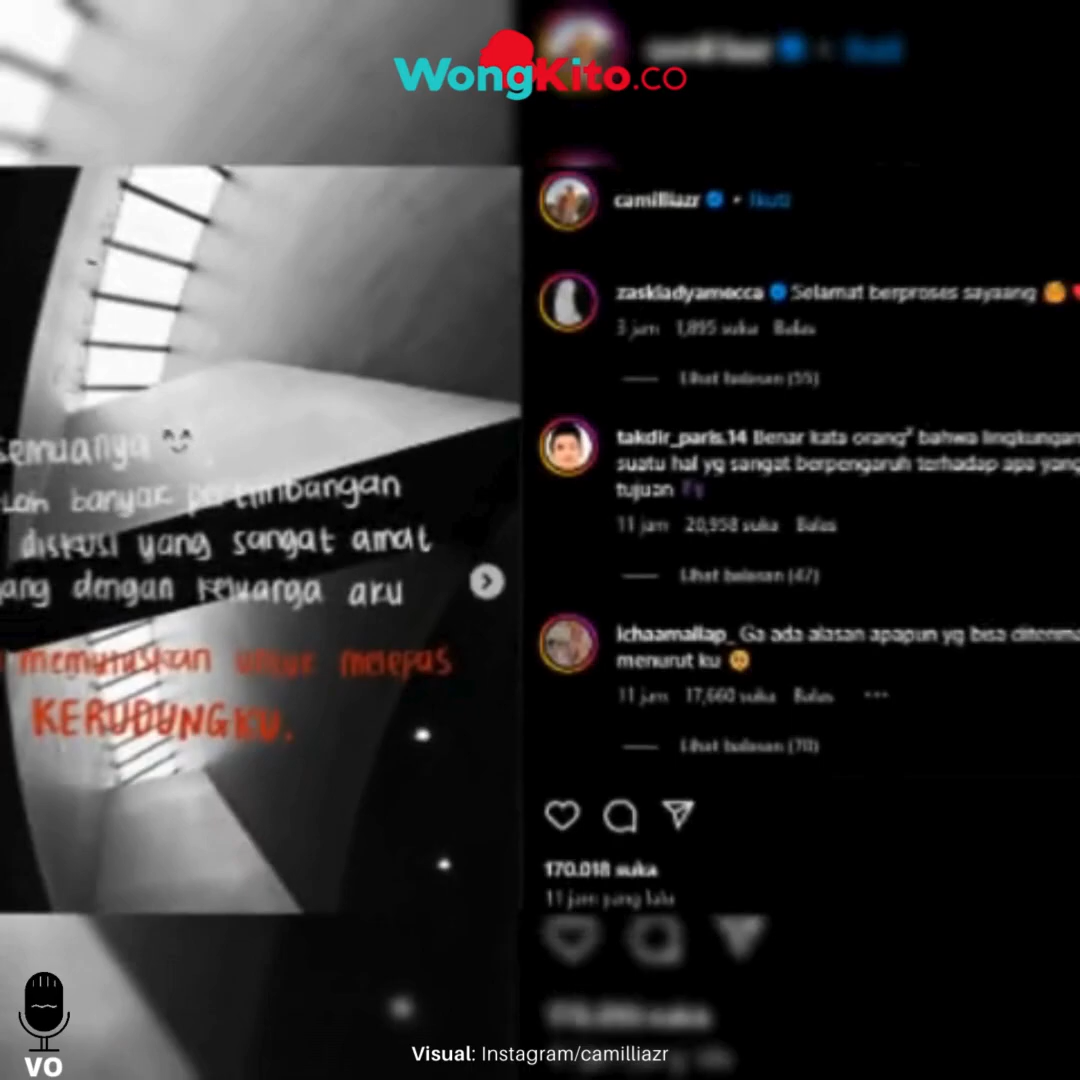 WongKito.co
camilliazr • Ikuti
semuanya
banyak pertimbangan
diskusi yang sangat amat
dengan keluarga aku
memutuskan untuk melepas
KERUDUNGKU.
zaskiadyamecca Selamat berproses sayaang
3 jam 1,895 suka Balas
Lihat balasan (55)
takdir_paris.14 Benar kata orang² bahwa lingkungan
suatu hal yg sangat berpengaruh terhadap apa yang
tujuan
11 jam 20,958 suka Balas
Lihat balasan (47)
ichaamallap_ Ga ada alasan apapun yg bisa diterima
menurut ku
11 jam 17,660 suka Balas
Lihat balasan (70)
170.018 suka
11 jam yang lalu
VO
Visual: Instagram/camilliazr